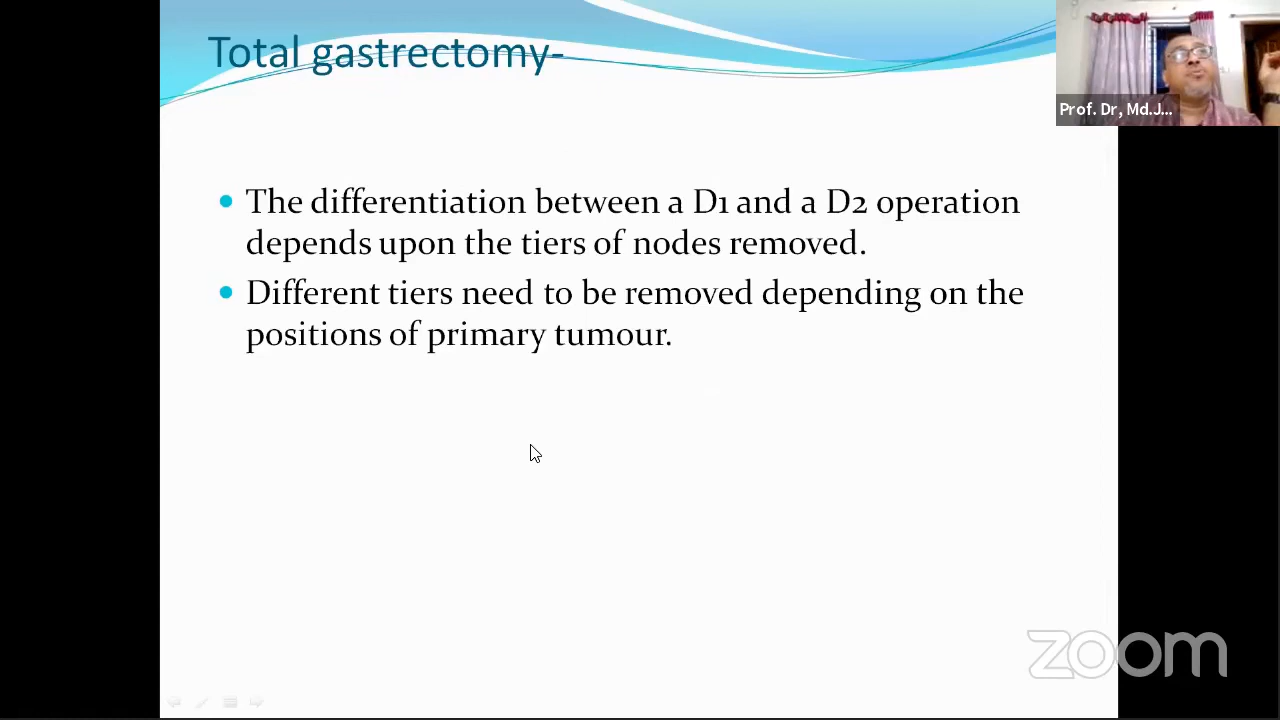 Total gastrectomy-
Prof. Dr, Md.J...
The differentiation between a D1 and a D2 operation
depends upon the tiers of nodes removed.
Different tiers need to be removed depending on the
positions of primary tumour.
zoom